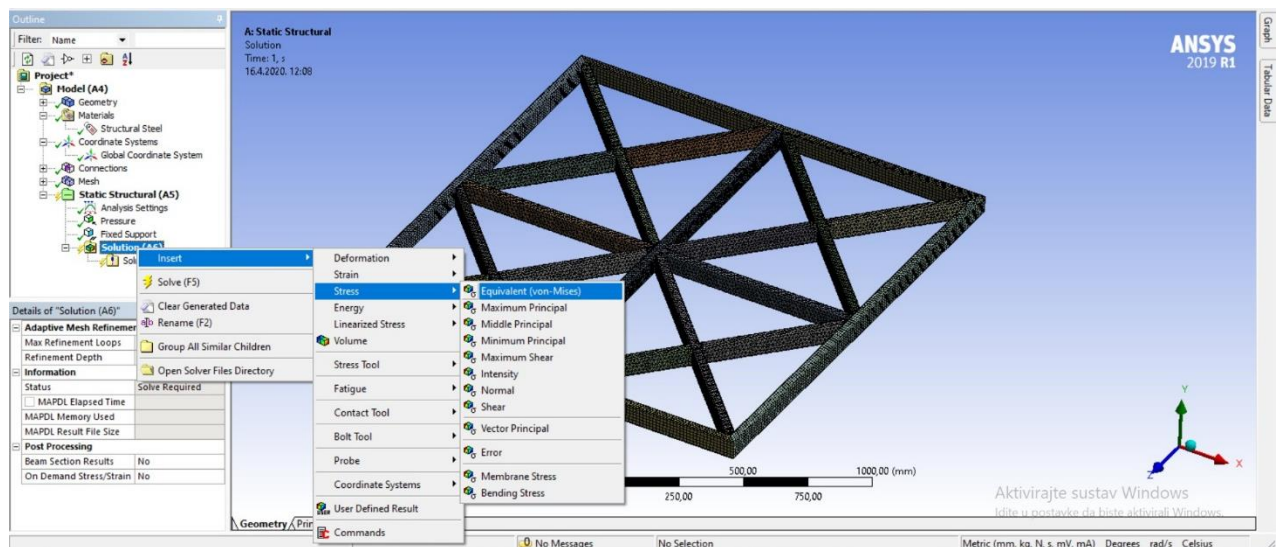 Outline
Filter: Name
Project*
Model (A4)
Geometry
Materials
Structural Steel
Coordinate Systems
Global Coordinate System
Connections
Mesh
Static Structural (A5)
Analysis Settings
Pressure
Fixed Support
Solution (A6)
Details of "Solution (A6)"
Adaptive Mesh Refinemer
Max Refinement Loops
Refinement Depth
Information
Status Solve Required
MAPDL Elapsed Time
MAPDL Memory Used
MAPDL Result File Size
Post Processing
Beam Section Results No
On Demand Stress/Strain No
Insert
Solve (F5)
Clear Generated Data
Rename (F2)
Group All Similar Children
Open Solver Files Directory
Deformation
Strain
Stress
Energy
Linearized Stress
Volume
Stress Tool
Fatigue
Contact Tool
Bolt Tool
Probe
Coordinate Systems
User Defined Result
Commands
Equivalent (von-Mises)
Maximum Principal
Middle Principal
Minimum Principal
Maximum Shear
Intensity
Normal
Shear
Vector Principal
Error
Membrane Stress
Bending Stress
A: Static Structural
Solution
Time: 1, s
16.4.2020. 12:08
ANSYS
2019 R1
Graph
Tabular Data
500,00 1000,00 (mm)
250,00 750,00
Y
X
Z
Aktivirajte sustav Windows
Idite u postavke da biste aktivirali Windows.
Geometry
0 No Messages No Selection Metric (mm, kg, N, s, mV, mA) Degrees rad/s Celsius